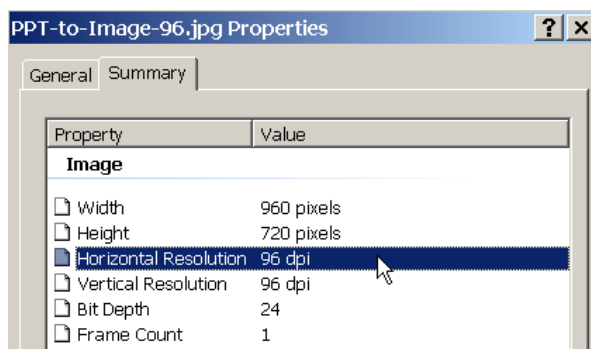 PPT-to-Image-96.jpg Properties ? ×
General Summary
Property Value
Image
Width 960 pixels
Height 720 pixels
Horizontal Resolution 96 dpi
Vertical Resolution 96 dpi
Bit Depth 24
Frame Count 1